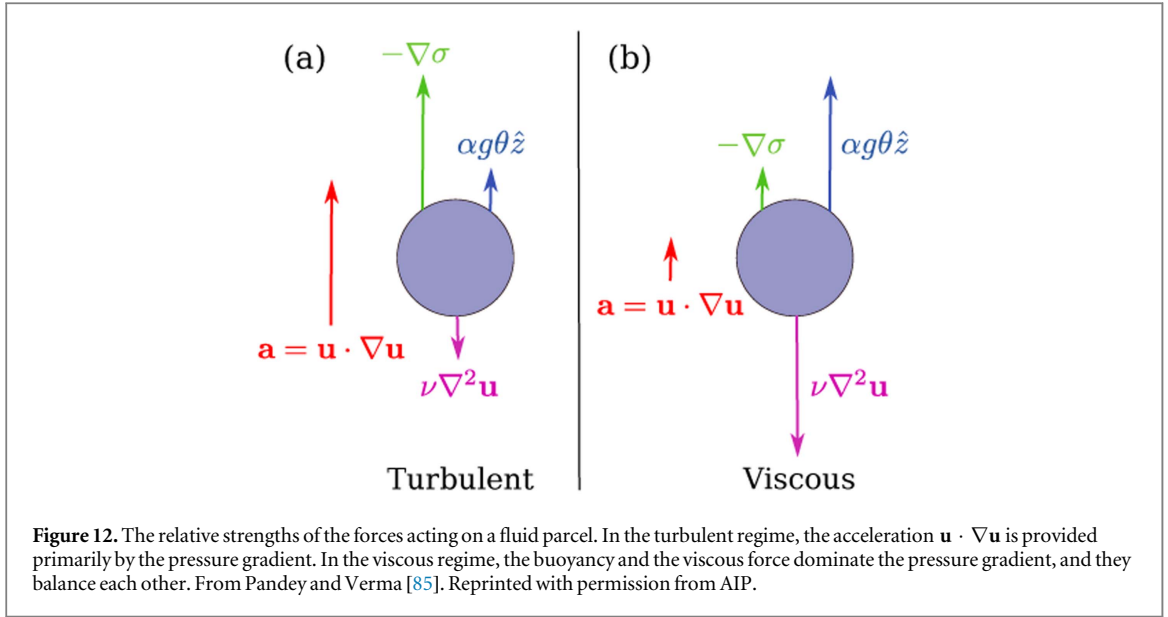 (a)
−∇σ
αgθẑ
a = u · ∇u
ν∇²u
Turbulent
(b)
−∇σ
αgθẑ
a = u · ∇u
ν∇²u
Viscous
Figure 12. The relative strengths of the forces acting on a fluid parcel. In the turbulent regime, the acceleration u · ∇u is provided
primarily by the pressure gradient. In the viscous regime, the buoyancy and the viscous force dominate the pressure gradient, and they
balance each other. From Pandey and Verma [85]. Reprinted with permission from AIP.